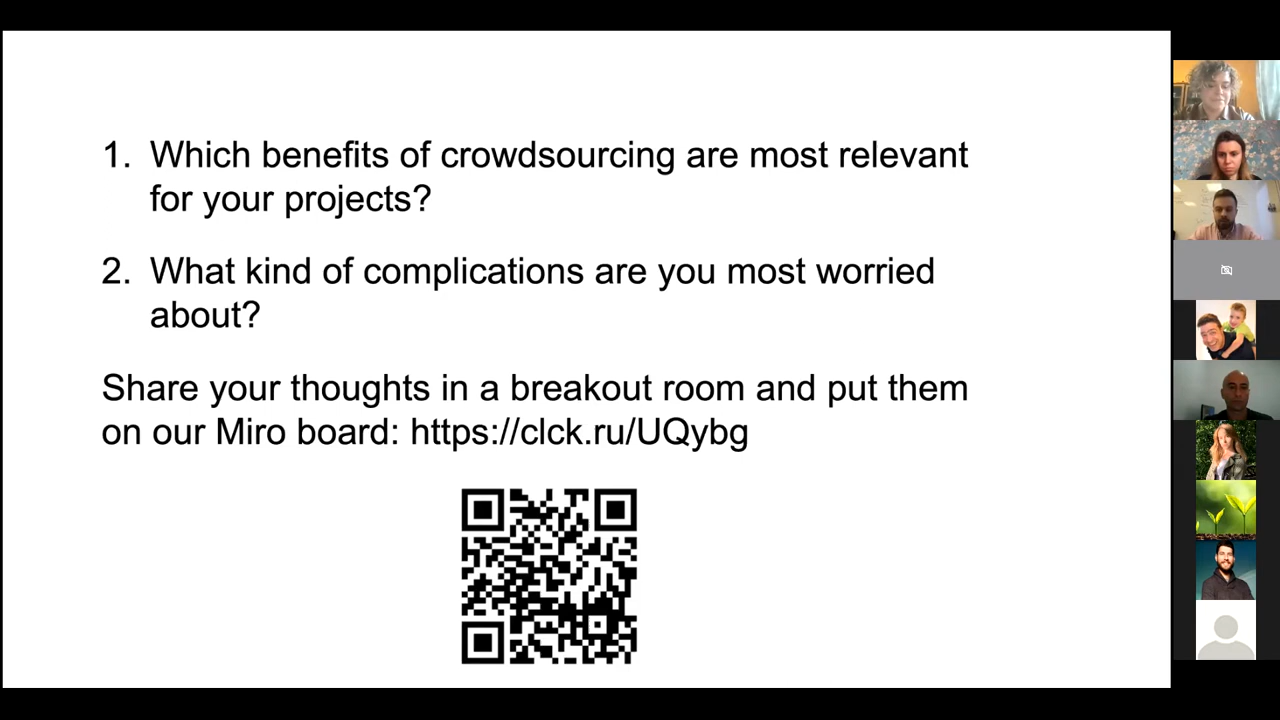 1. Which benefits of crowdsourcing are most relevant
for your projects?
2. What kind of complications are you most worried
about?
Share your thoughts in a breakout room and put them
on our Miro board: https://clck.ru/UQybg